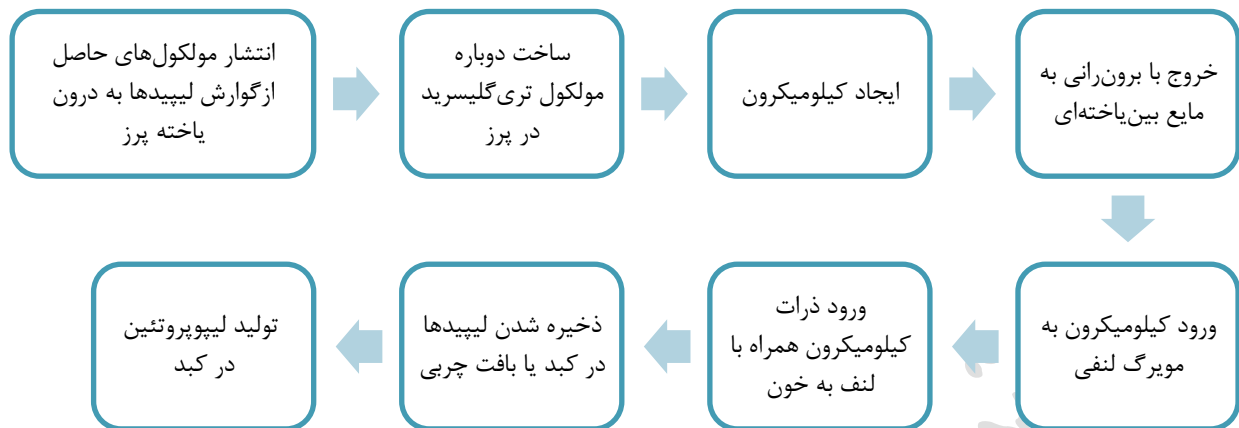 انتشار مولکول‌های حاصل
ازگوارش لیپیدها به درون
یاخته پرز
ساخت دوباره
مولکول تری‌گلیسرید
در پرز
ایجاد کیلومیکرون
خروج با برون‌رانی به
مایع بین‌یاخته‌ای
ورود کیلومیکرون به
مویرگ لنفی
ورود ذرات
کیلومیکرون همراه با
لنف به خون
ذخیره شدن لیپیدها
در کبد یا بافت چربی
تولید لیپوپروتئین
در کبد